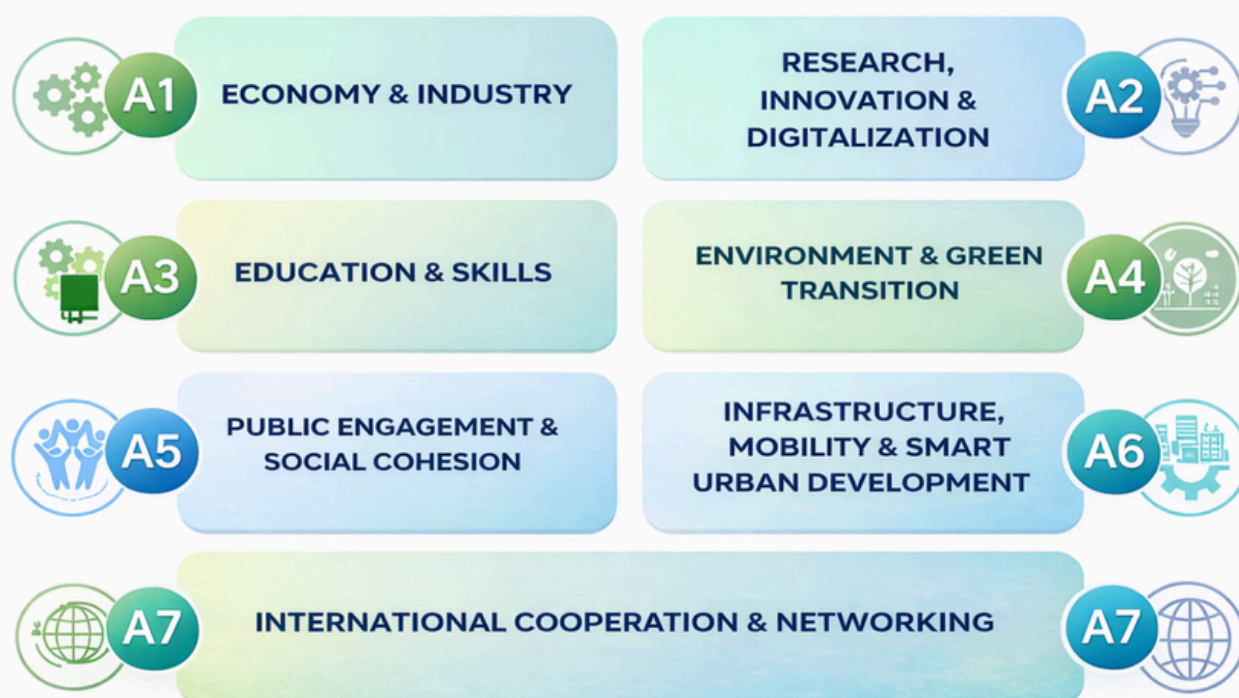 A1
ECONOMY & INDUSTRY
RESEARCH,
INNOVATION &
DIGITALIZATION
A2
A3
EDUCATION & SKILLS
ENVIRONMENT & GREEN
TRANSITION
A4
A5
PUBLIC ENGAGEMENT &
SOCIAL COHESION
INFRASTRUCTURE,
MOBILITY & SMART
URBAN DEVELOPMENT
A6
A7
INTERNATIONAL COOPERATION & NETWORKING
A7